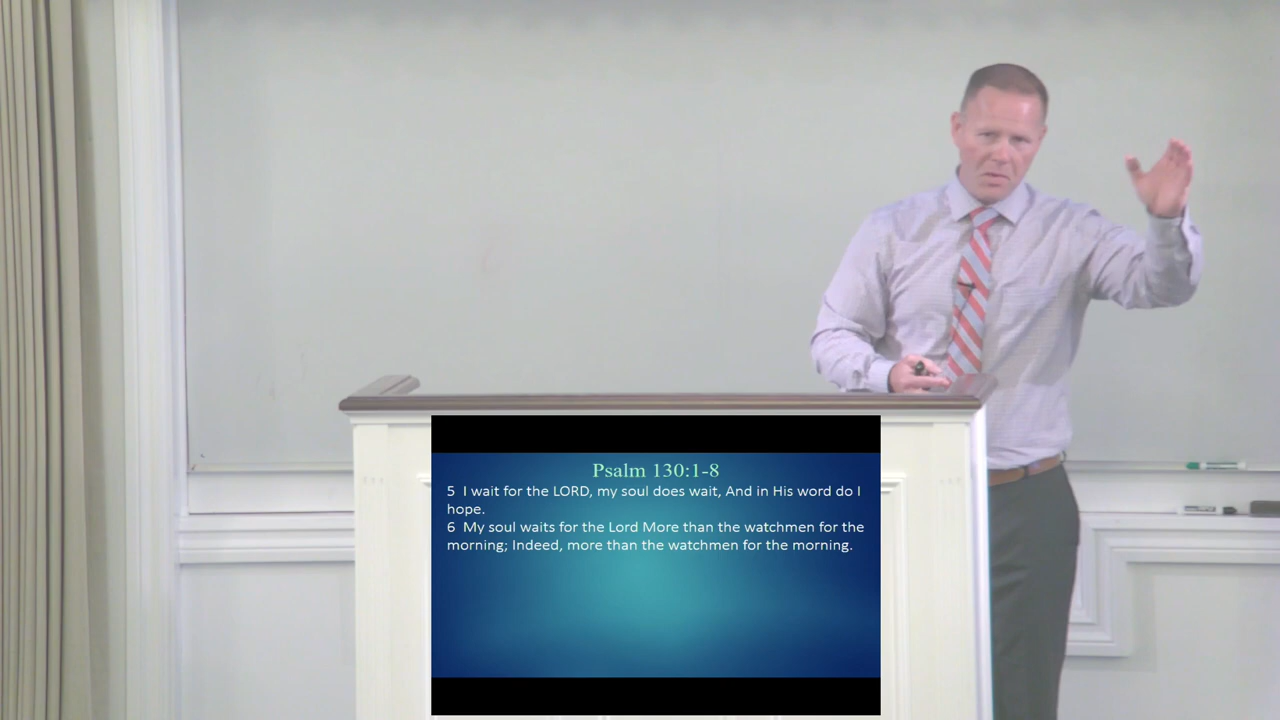 Psalm 130:1-8
5 I wait for the LORD, my soul does wait, And in His word do I
hope.
6 My soul waits for the Lord More than the watchmen for the
morning; Indeed, more than the watchmen for the morning.